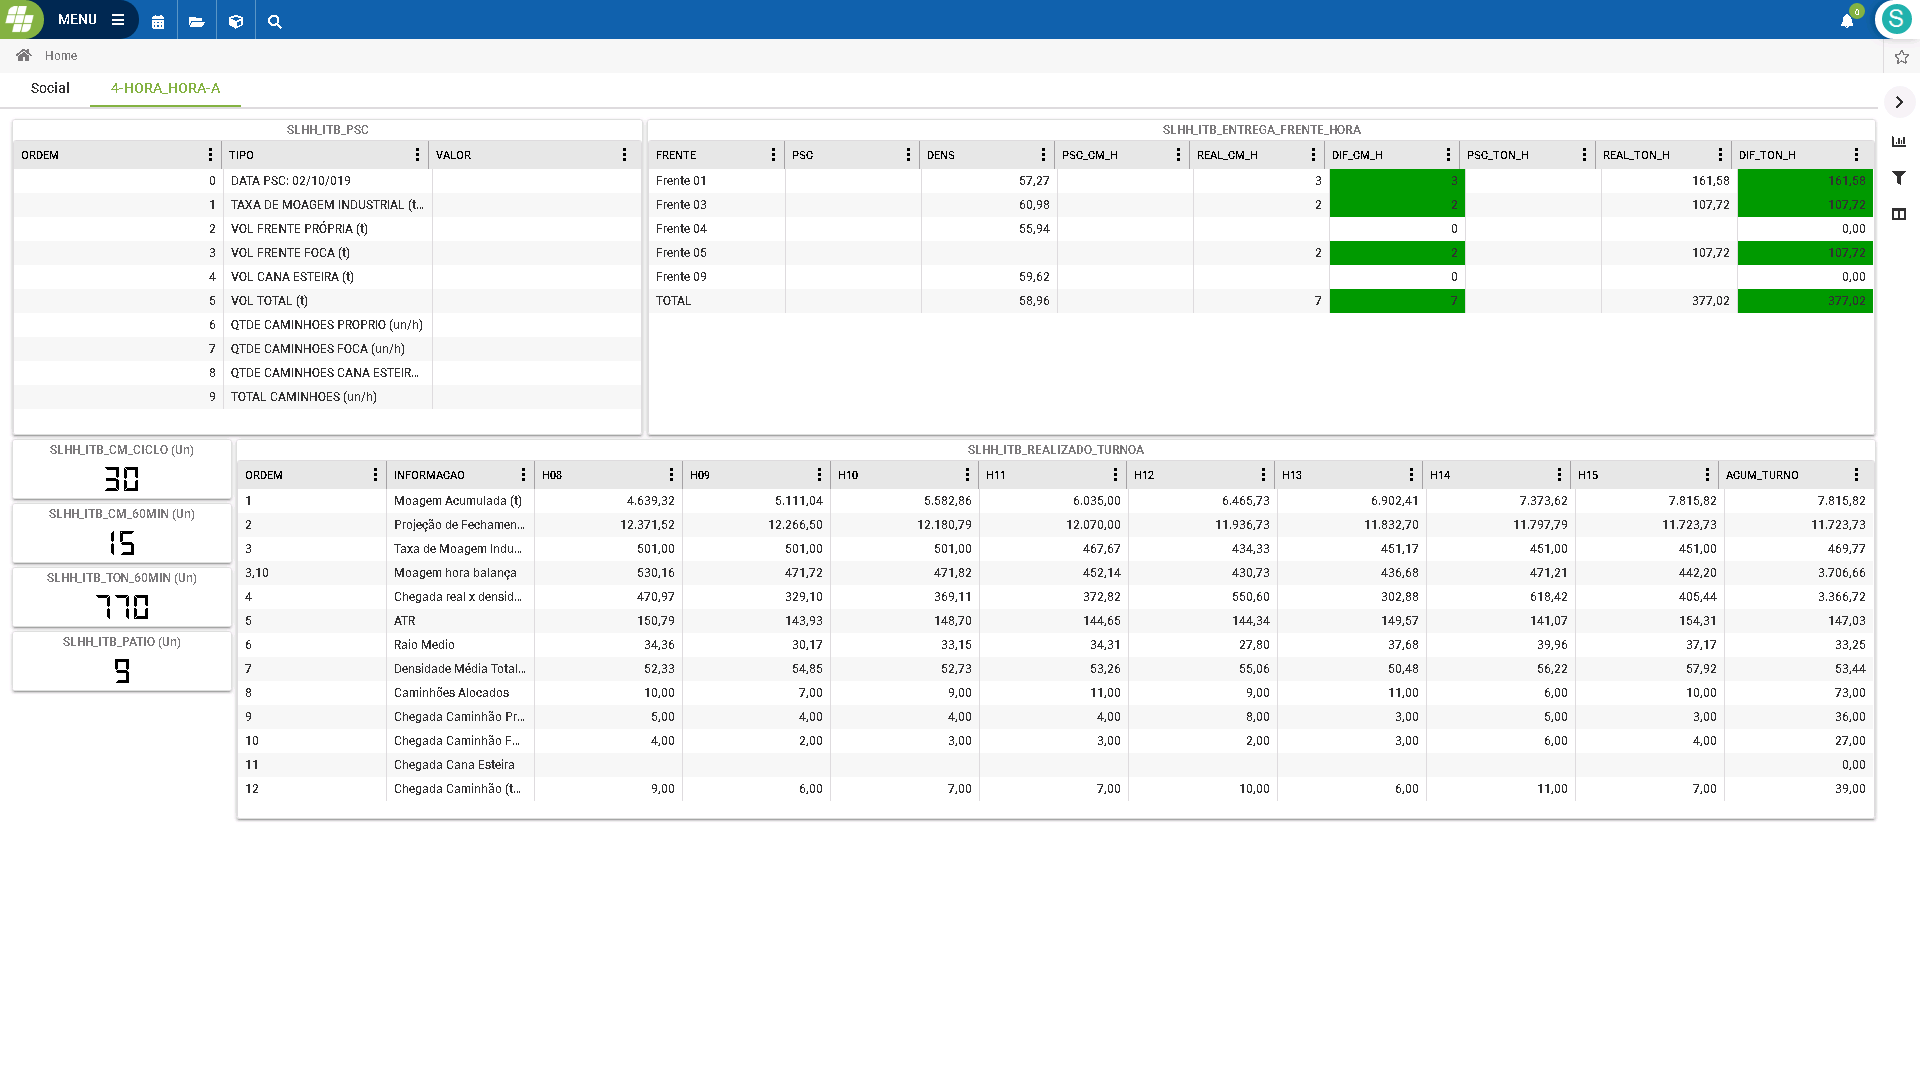 MENU
0
S
Home
Social 4-HORA_HORA-A
SLHH_ITB_PSC
ORDEM TIPO VALOR
0 DATA PSC: 02/10/019
1 TAXA DE MOAGEM INDUSTRIAL (t...
2 VOL FRENTE PRÓPRIA (t)
3 VOL FRENTE FOCA (t)
4 VOL CANA ESTEIRA (t)
5 VOL TOTAL (t)
6 QTDE CAMINHOES PROPRIO (un/h)
7 QTDE CAMINHOES FOCA (un/h)
8 QTDE CAMINHOES CANA ESTEIR...
9 TOTAL CAMINHOES (un/h)
SLHH_ITB_ENTREGA_FRENTE_HORA
FRENTE PSC DENS PSC_CM_H REAL_CM_H DIF_CM_H PSC_TON_H REAL_TON_H DIF_TON_H
Frente 01 57,27 3 3 161,58 161,58
Frente 03 60,98 2 2 107,72 107,72
Frente 04 55,94 0 0,00
Frente 05 2 2 107,72 107,72
Frente 09 59,62 0 0,00
TOTAL 58,96 7 7 377,02 377,02
SLHH_ITB_CM_CICLO (Un)
30
SLHH_ITB_CM_60MIN (Un)
15
SLHH_ITB_TON_60MIN (Un)
770
SLHH_ITB_PATIO (Un)
9
SLHH_ITB_REALIZADO_TURNOA
ORDEM INFORMACAO H08 H09 H10 H11 H12 H13 H14 H15 ACUM_TURNO
1 Moagem Acumulada (t) 4.639,32 5.111,04 5.582,86 6.035,00 6.465,73 6.902,41 7.373,62 7.815,82 7.815,82
2 Projeção de Fechamen... 12.371,52 12.266,50 12.180,79 12.070,00 11.936,73 11.832,70 11.797,79 11.723,73 11.723,73
3 Taxa de Moagem Indu... 501,00 501,00 501,00 467,67 434,33 451,17 451,00 451,00 469,77
3,10 Moagem hora balança 530,16 471,72 471,82 452,14 430,73 436,68 471,21 442,20 3.706,66
4 Chegada real x densid... 470,97 329,10 369,11 372,82 550,60 302,88 618,42 405,44 3.366,72
5 ATR 150,79 143,93 148,70 144,65 144,34 149,57 141,07 154,31 147,03
6 Raio Medio 34,36 30,17 33,15 34,31 27,80 37,68 39,96 37,17 33,25
7 Densidade Média Total... 52,33 54,85 52,73 53,26 55,06 50,48 56,22 57,92 53,44
8 Caminhões Alocados 10,00 7,00 9,00 11,00 9,00 11,00 6,00 10,00 73,00
9 Chegada Caminhão Pr... 5,00 4,00 4,00 4,00 8,00 3,00 5,00 3,00 36,00
10 Chegada Caminhão F... 4,00 2,00 3,00 3,00 2,00 3,00 6,00 4,00 27,00
11 Chegada Cana Esteira 0,00
12 Chegada Caminhão (t... 9,00 6,00 7,00 7,00 10,00 6,00 11,00 7,00 39,00